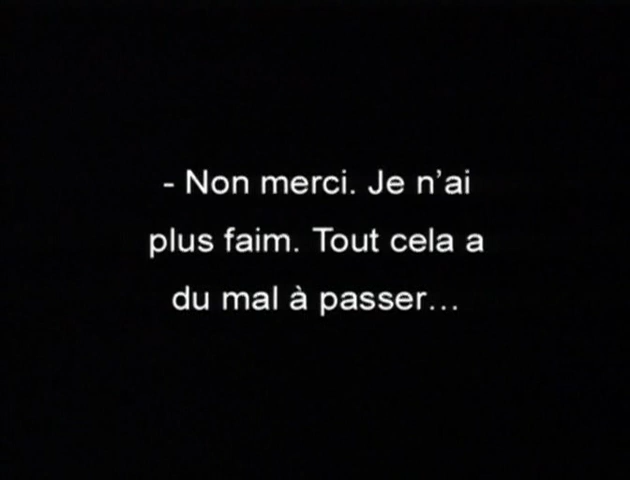 - Non merci. Je n’ai
plus faim. Tout cela a
du mal à passer…